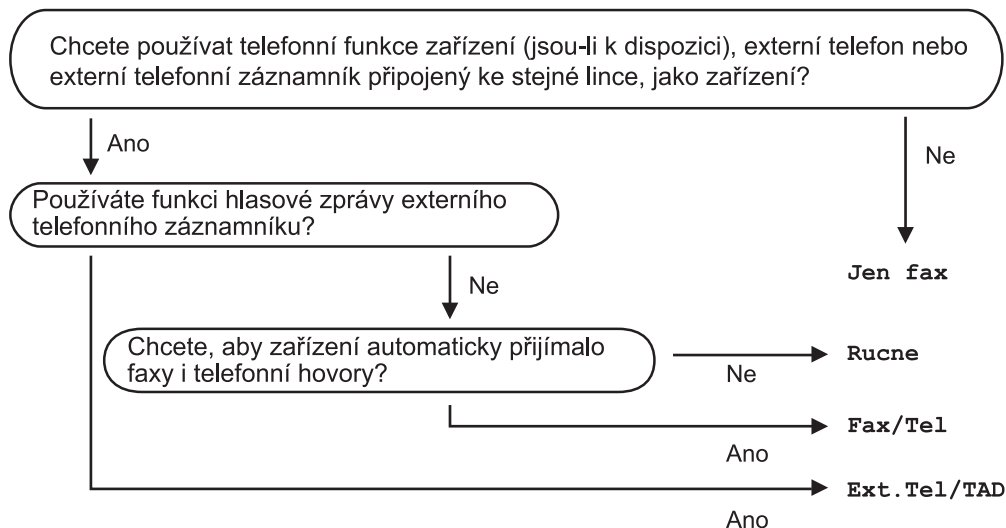 Chcete používat telefonní funkce zařízení (jsou-li k dispozici), externí telefon nebo
externí telefonní záznamník připojený ke stejné lince, jako zařízení?
Ano
Ne
Používáte funkci hlasové zprávy externího
telefonního záznamníku?
Jen fax
Ne
Chcete, aby zařízení automaticky přijímalo
faxy i telefonní hovory?
Ne
Rucne
Ano
Fax/Tel
Ano
Ext.Tel/TAD